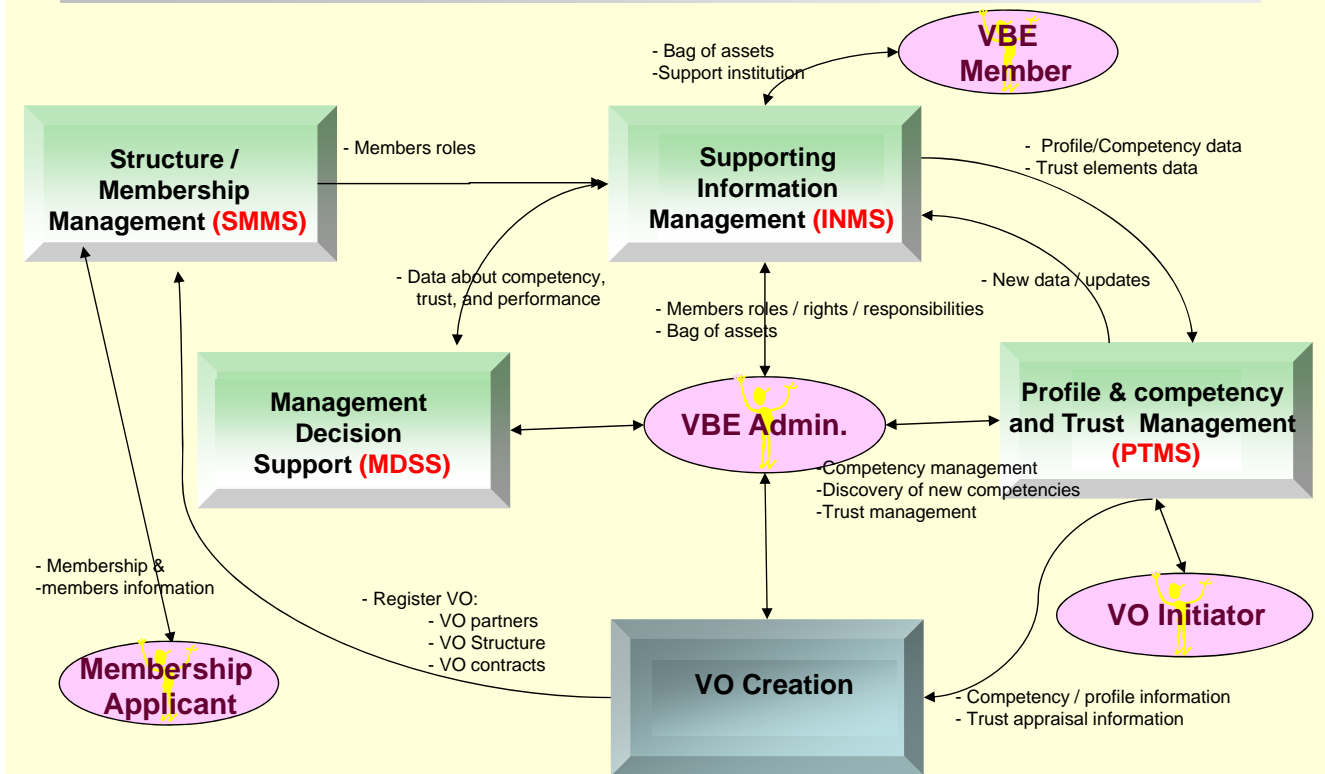 - Bag of assets
-Support institution
VBE
Member
Structure /
Membership
Management (SMMS)
- Members roles
Supporting
Information
Management (INMS)
- Profile/Competency data
- Trust elements data
- Data about competency,
trust, and performance
- New data / updates
- Members roles / rights / responsibilities
- Bag of assets
Management
Decision
Support (MDSS)
VBE Admin.
Profile & competency
and Trust Management
(PTMS)
-Competency management
-Discovery of new competencies
-Trust management
- Membership &
-members information
- Register VO:
- VO partners
- VO Structure
- VO contracts
VO Initiator
Membership
Applicant
VO Creation
- Competency / profile information
- Trust appraisal information